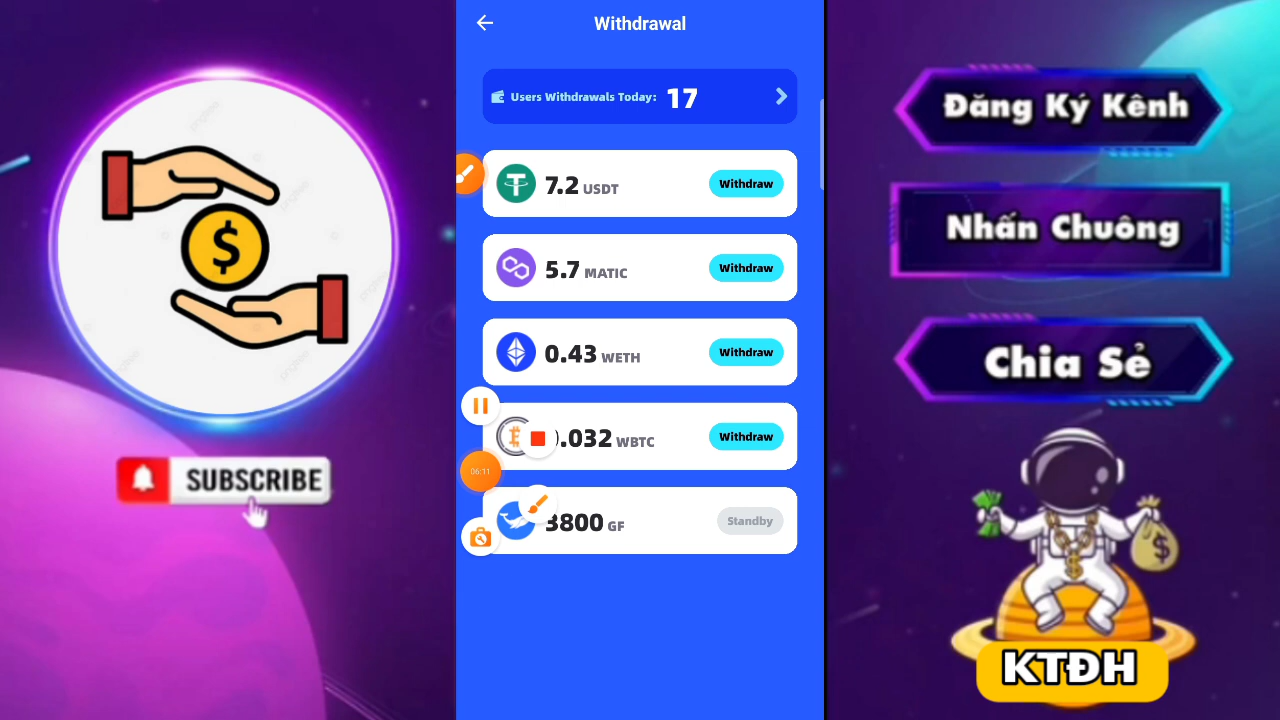 SUBSCRIBE
Withdrawal
Users Withdrawals Today: 17
7.2 USDT
Withdraw
5.7 MATIC
Withdraw
0.43 WETH
Withdraw
.032 WBTC
Withdraw
3800 GF
Standby
06:11
Đăng Ký Kênh
Nhấn Chuông
Chia Sẻ
KTĐH